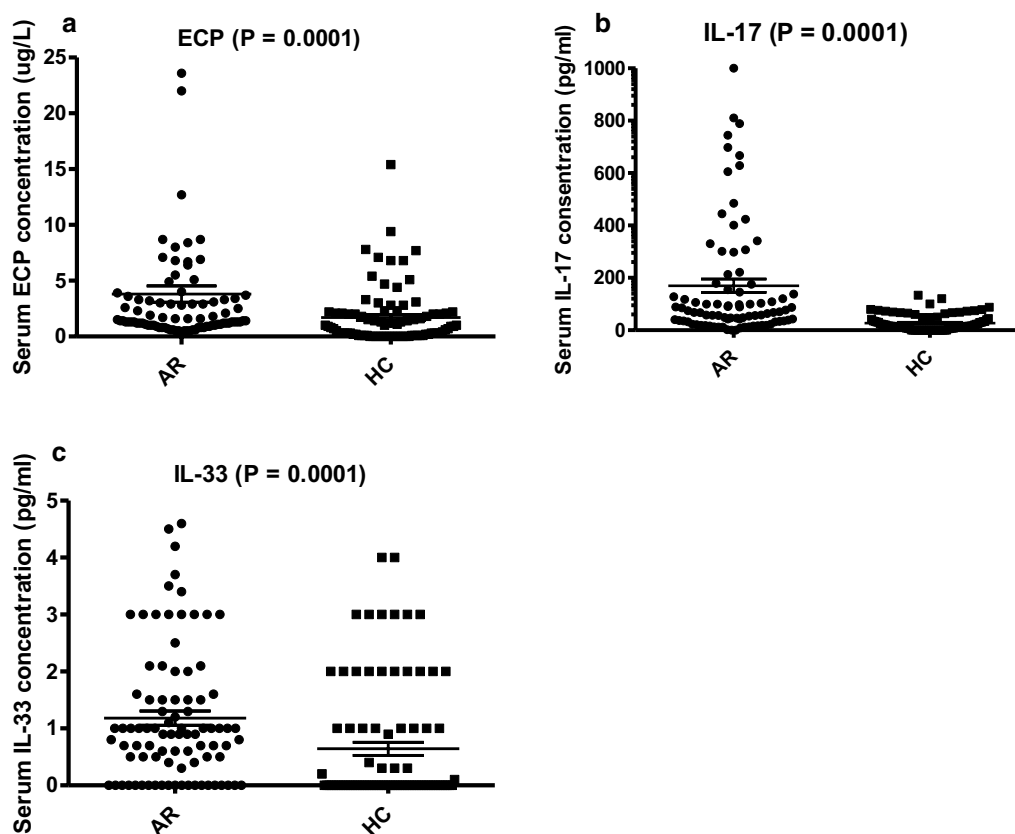 a
ECP (P = 0.0001)
Serum ECP concentration (ug/L)
25
20
15
10
5
0
AR
HC
b
IL-17 (P = 0.0001)
Serum IL-17 consentration (pg/ml)
1000
800
600
400
200
0
AR
HC
c
IL-33 (P = 0.0001)
Serum IL-33 concentration (pg/ml)
5
4
3
2
1
0
AR
HC